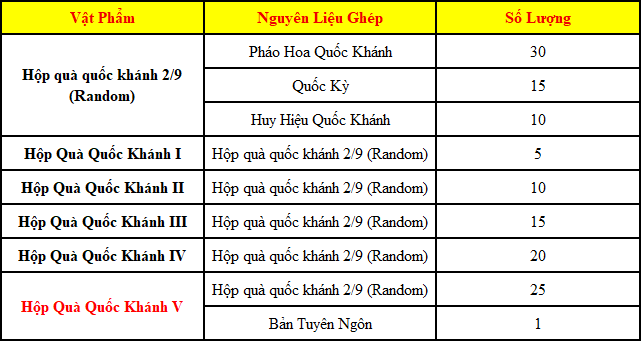 Vật Phẩm Nguyên Liệu Ghép Số Lượng
Hộp quà quốc khánh 2/9
(Random)
Pháo Hoa Quốc Khánh 30
Quốc Kỳ 15
Huy Hiệu Quốc Khánh 10
Hộp Quà Quốc Khánh I Hộp quà quốc khánh 2/9 (Random) 5
Hộp Quà Quốc Khánh II Hộp quà quốc khánh 2/9 (Random) 10
Hộp Quà Quốc Khánh III Hộp quà quốc khánh 2/9 (Random) 15
Hộp Quà Quốc Khánh IV Hộp quà quốc khánh 2/9 (Random) 20
Hộp Quà Quốc Khánh V Hộp quà quốc khánh 2/9 (Random) 25
Bản Tuyên Ngôn 1